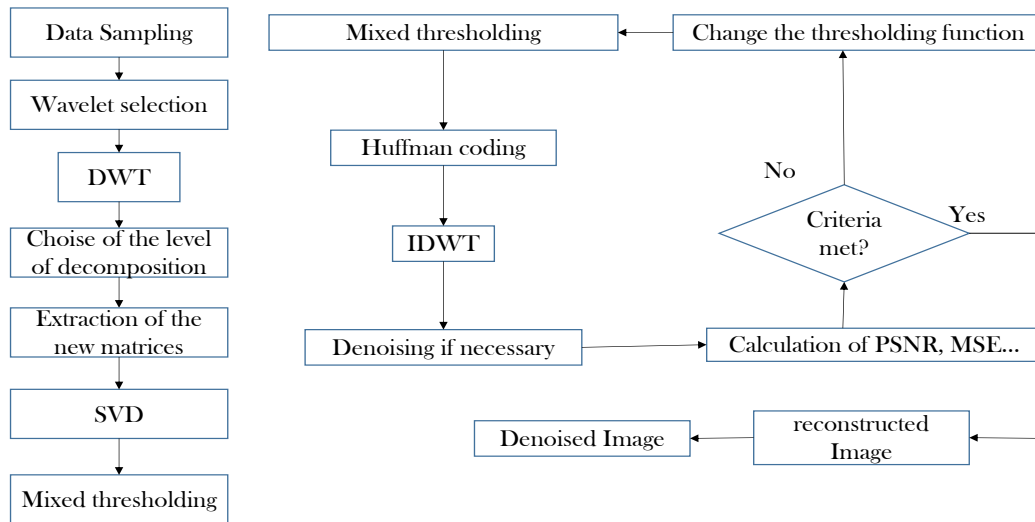 Data Sampling
Wavelet selection
DWT
Choise of the level
of decomposition
Extraction of the
new matrices
SVD
Mixed thresholding
Mixed thresholding
Change the thresholding function
Huffman coding
No
Criteria
met?
Yes
IDWT
Denoising if necessary
Calculation of PSNR, MSE...
Denoised Image
reconstructed
Image